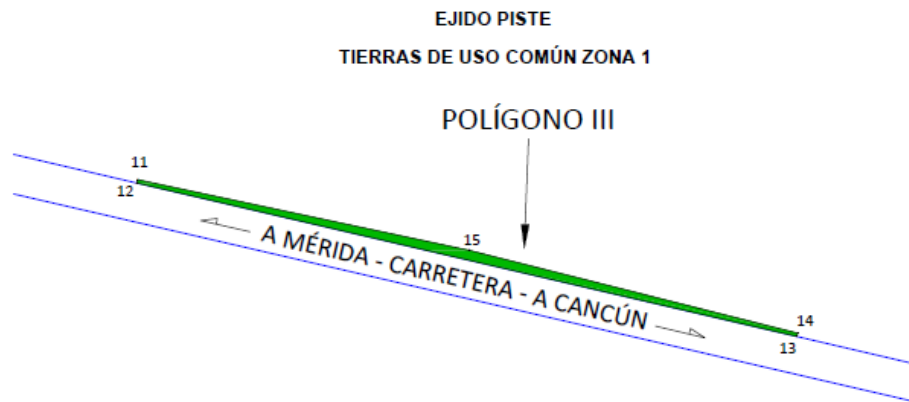 EJIDO PISTE
TIERRAS DE USO COMÚN ZONA 1
POLÍGONO III
11
12
15
A MÉRIDA - CARRETERA - A CANCÚN
14
13